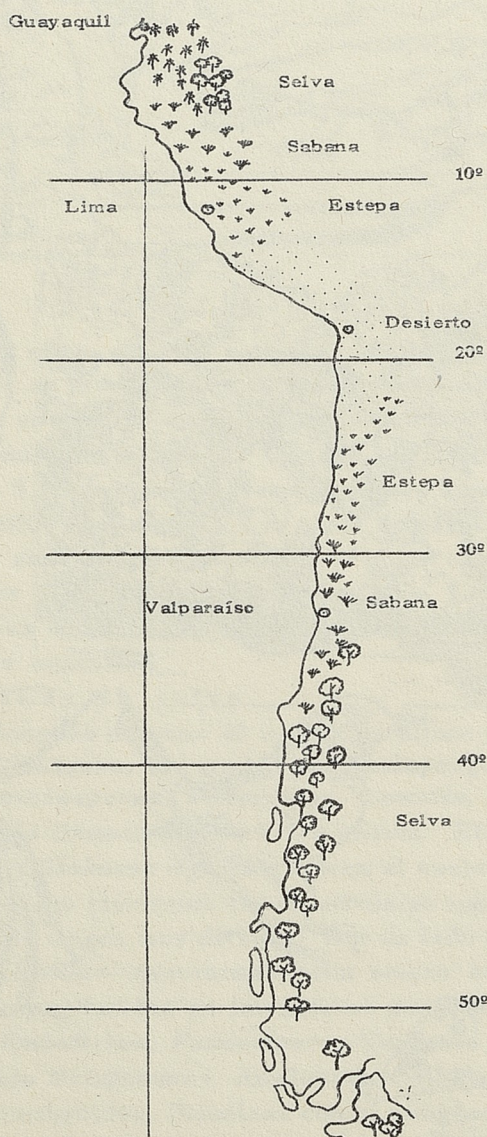 Guayaquil
Selva
Sabana
10º
Lima
Estepa
Desierto
20º
Estepa
30º
Valparaíso
Sabana
40º
Selva
50º